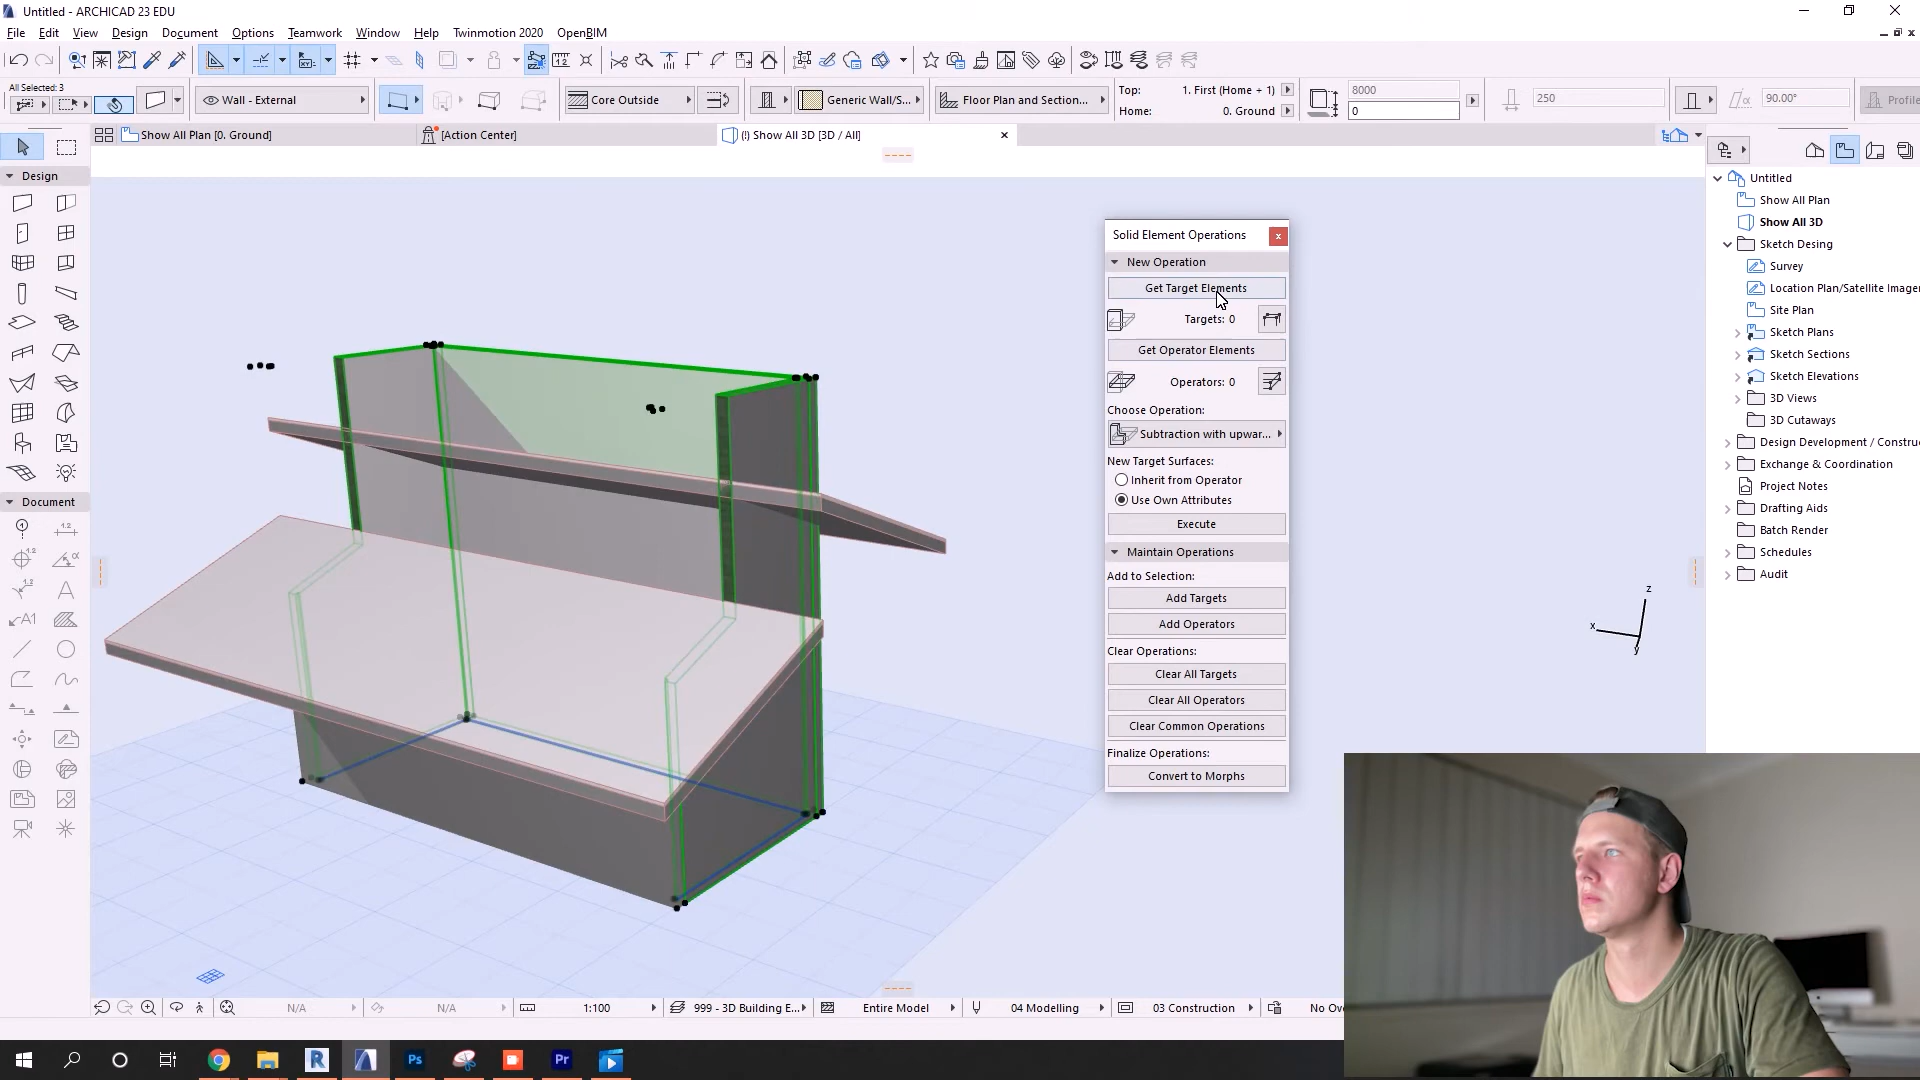 Untitled - ARCHICAD 23 EDU
File Edit View Design Document Options Teamwork Window Help Twinmotion 2020 OpenBIM
All Selected: 3
Wall - External
Core Outside
Generic Wall/S...
Floor Plan and Section...
Top: 1. First (Home + 1)
Home: 0. Ground
8000
0
250
90.00°
Profile
Show All Plan [0. Ground]
[Action Center]
(!) Show All 3D [3D / All]
Design
Document
Solid Element Operations
New Operation
Get Target Elements
Targets: 0
Get Operator Elements
Operators: 0
Choose Operation:
Subtraction with upwar...
New Target Surfaces:
Inherit from Operator
Use Own Attributes
Execute
Maintain Operations
Add to Selection:
Add Targets
Add Operators
Clear Operations:
Clear All Targets
Clear All Operators
Clear Common Operations
Finalize Operations:
Convert to Morphs
z
x
y
Untitled
Show All Plan
Show All 3D
Sketch Desing
Survey
Location Plan/Satellite Image
Site Plan
Sketch Plans
Sketch Sections
Sketch Elevations
3D Views
3D Cutaways
Design Development / Constru
Exchange & Coordination
Project Notes
Drafting Aids
Batch Render
Schedules
Audit
N/A
N/A
1:100
999 - 3D Building E...
Entire Model
04 Modelling
03 Construction
No Ov
R
Ps
Pr